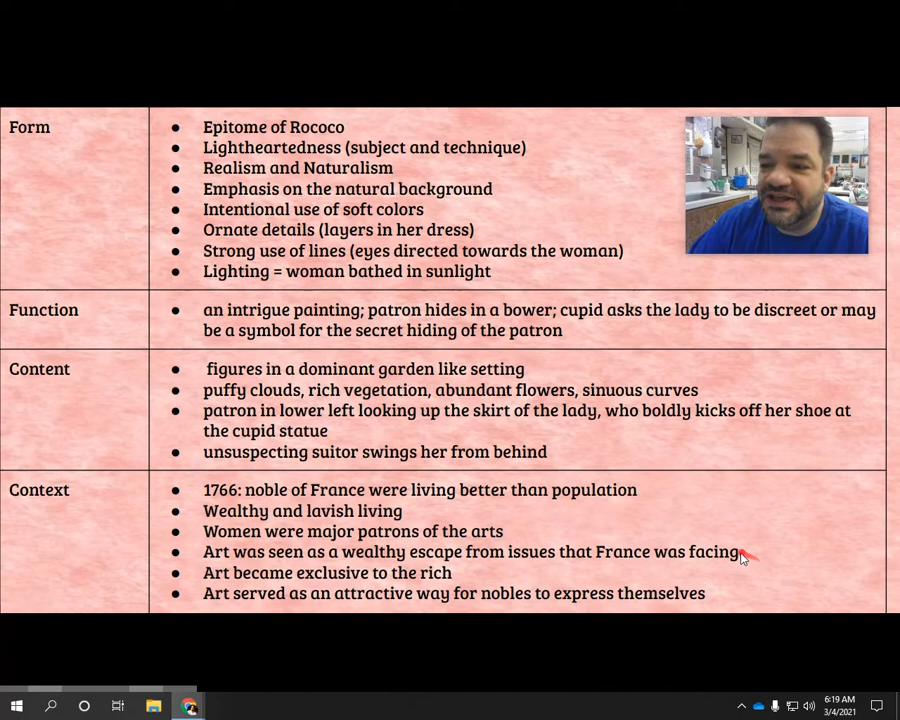 Form
● Epitome of Rococo
● Lightheartedness (subject and technique)
● Realism and Naturalism
● Emphasis on the natural background
● Intentional use of soft colors
● Ornate details (layers in her dress)
● Strong use of lines (eyes directed towards the woman)
● Lighting = woman bathed in sunlight
Function
● an intrigue painting; patron hides in a bower; cupid asks the lady to be discreet or may
be a symbol for the secret hiding of the patron
Content
● figures in a dominant garden like setting
● puffy clouds, rich vegetation, abundant flowers, sinuous curves
● patron in lower left looking up the skirt of the lady, who boldly kicks off her shoe at
the cupid statue
● unsuspecting suitor swings her from behind
Context
● 1766: noble of France were living better than population
● Wealthy and lavish living
● Women were major patrons of the arts
● Art was seen as a wealthy escape from issues that France was facing
● Art became exclusive to the rich
● Art served as an attractive way for nobles to express themselves
6:19 AM
3/4/2021